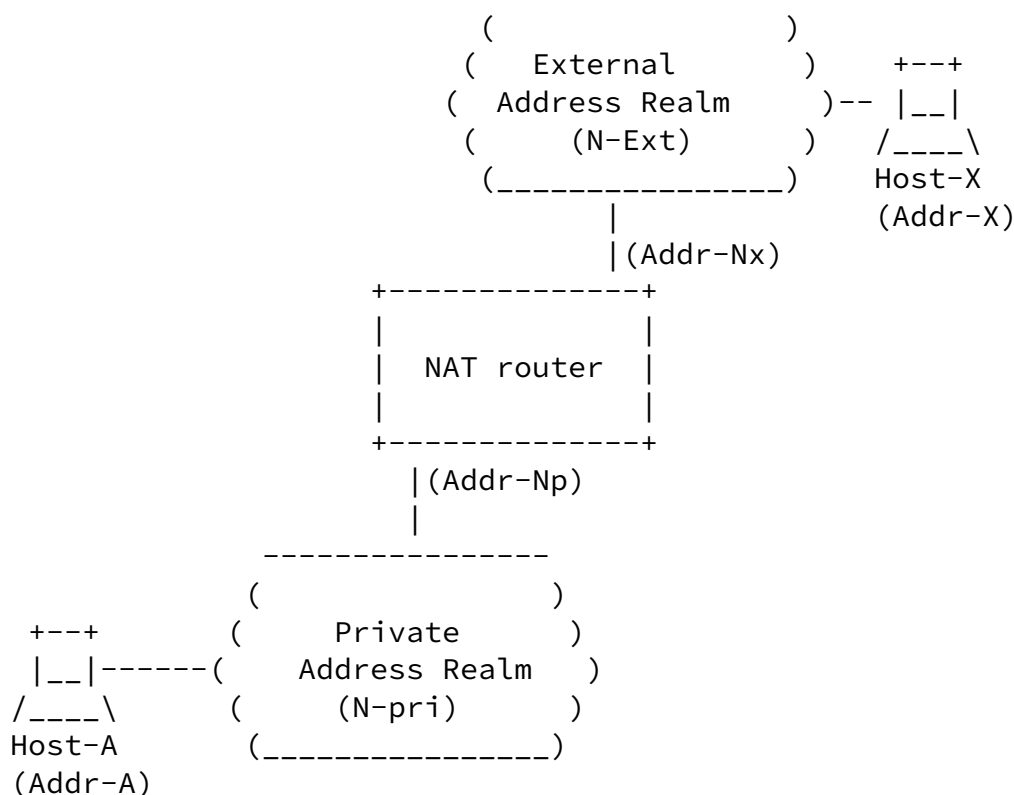 External
Address Realm
(N-Ext)
Host-X
(Addr-X)
(Addr-Nx)
NAT router
(Addr-Np)
Private
Address Realm
(N-pri)
Host-A
(Addr-A)